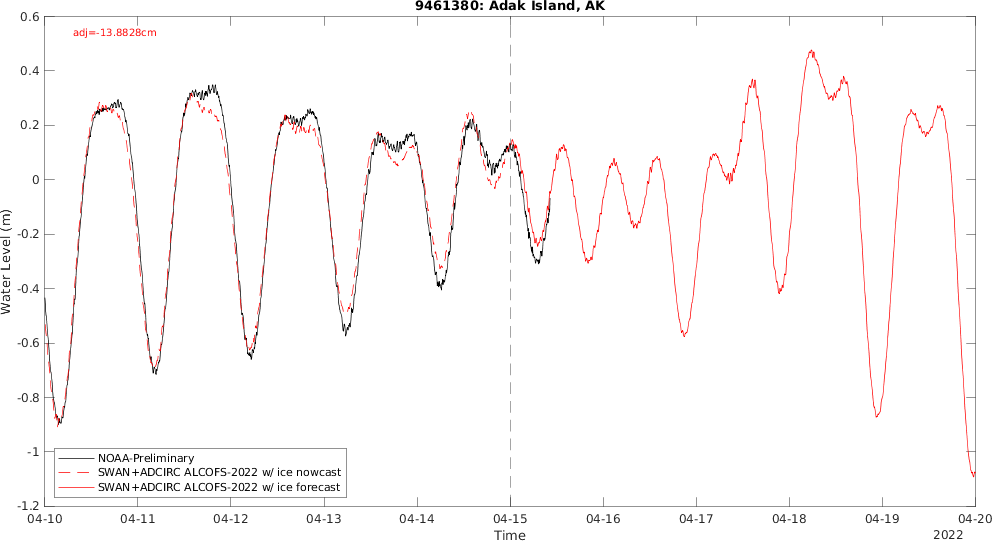 9461380: Adak Island, AK
adj=-13.8828cm
0.6
0.4
0.2
0
-0.2
-0.4
-0.6
-0.8
-1
-1.2
Water Level (m)
NOAA-Preliminary
SWAN+ADCIRC ALCOFS-2022 w/ ice nowcast
SWAN+ADCIRC ALCOFS-2022 w/ ice forecast
04-10 04-11 04-12 04-13 04-14 04-15 04-16 04-17 04-18 04-19 04-20
Time
2022